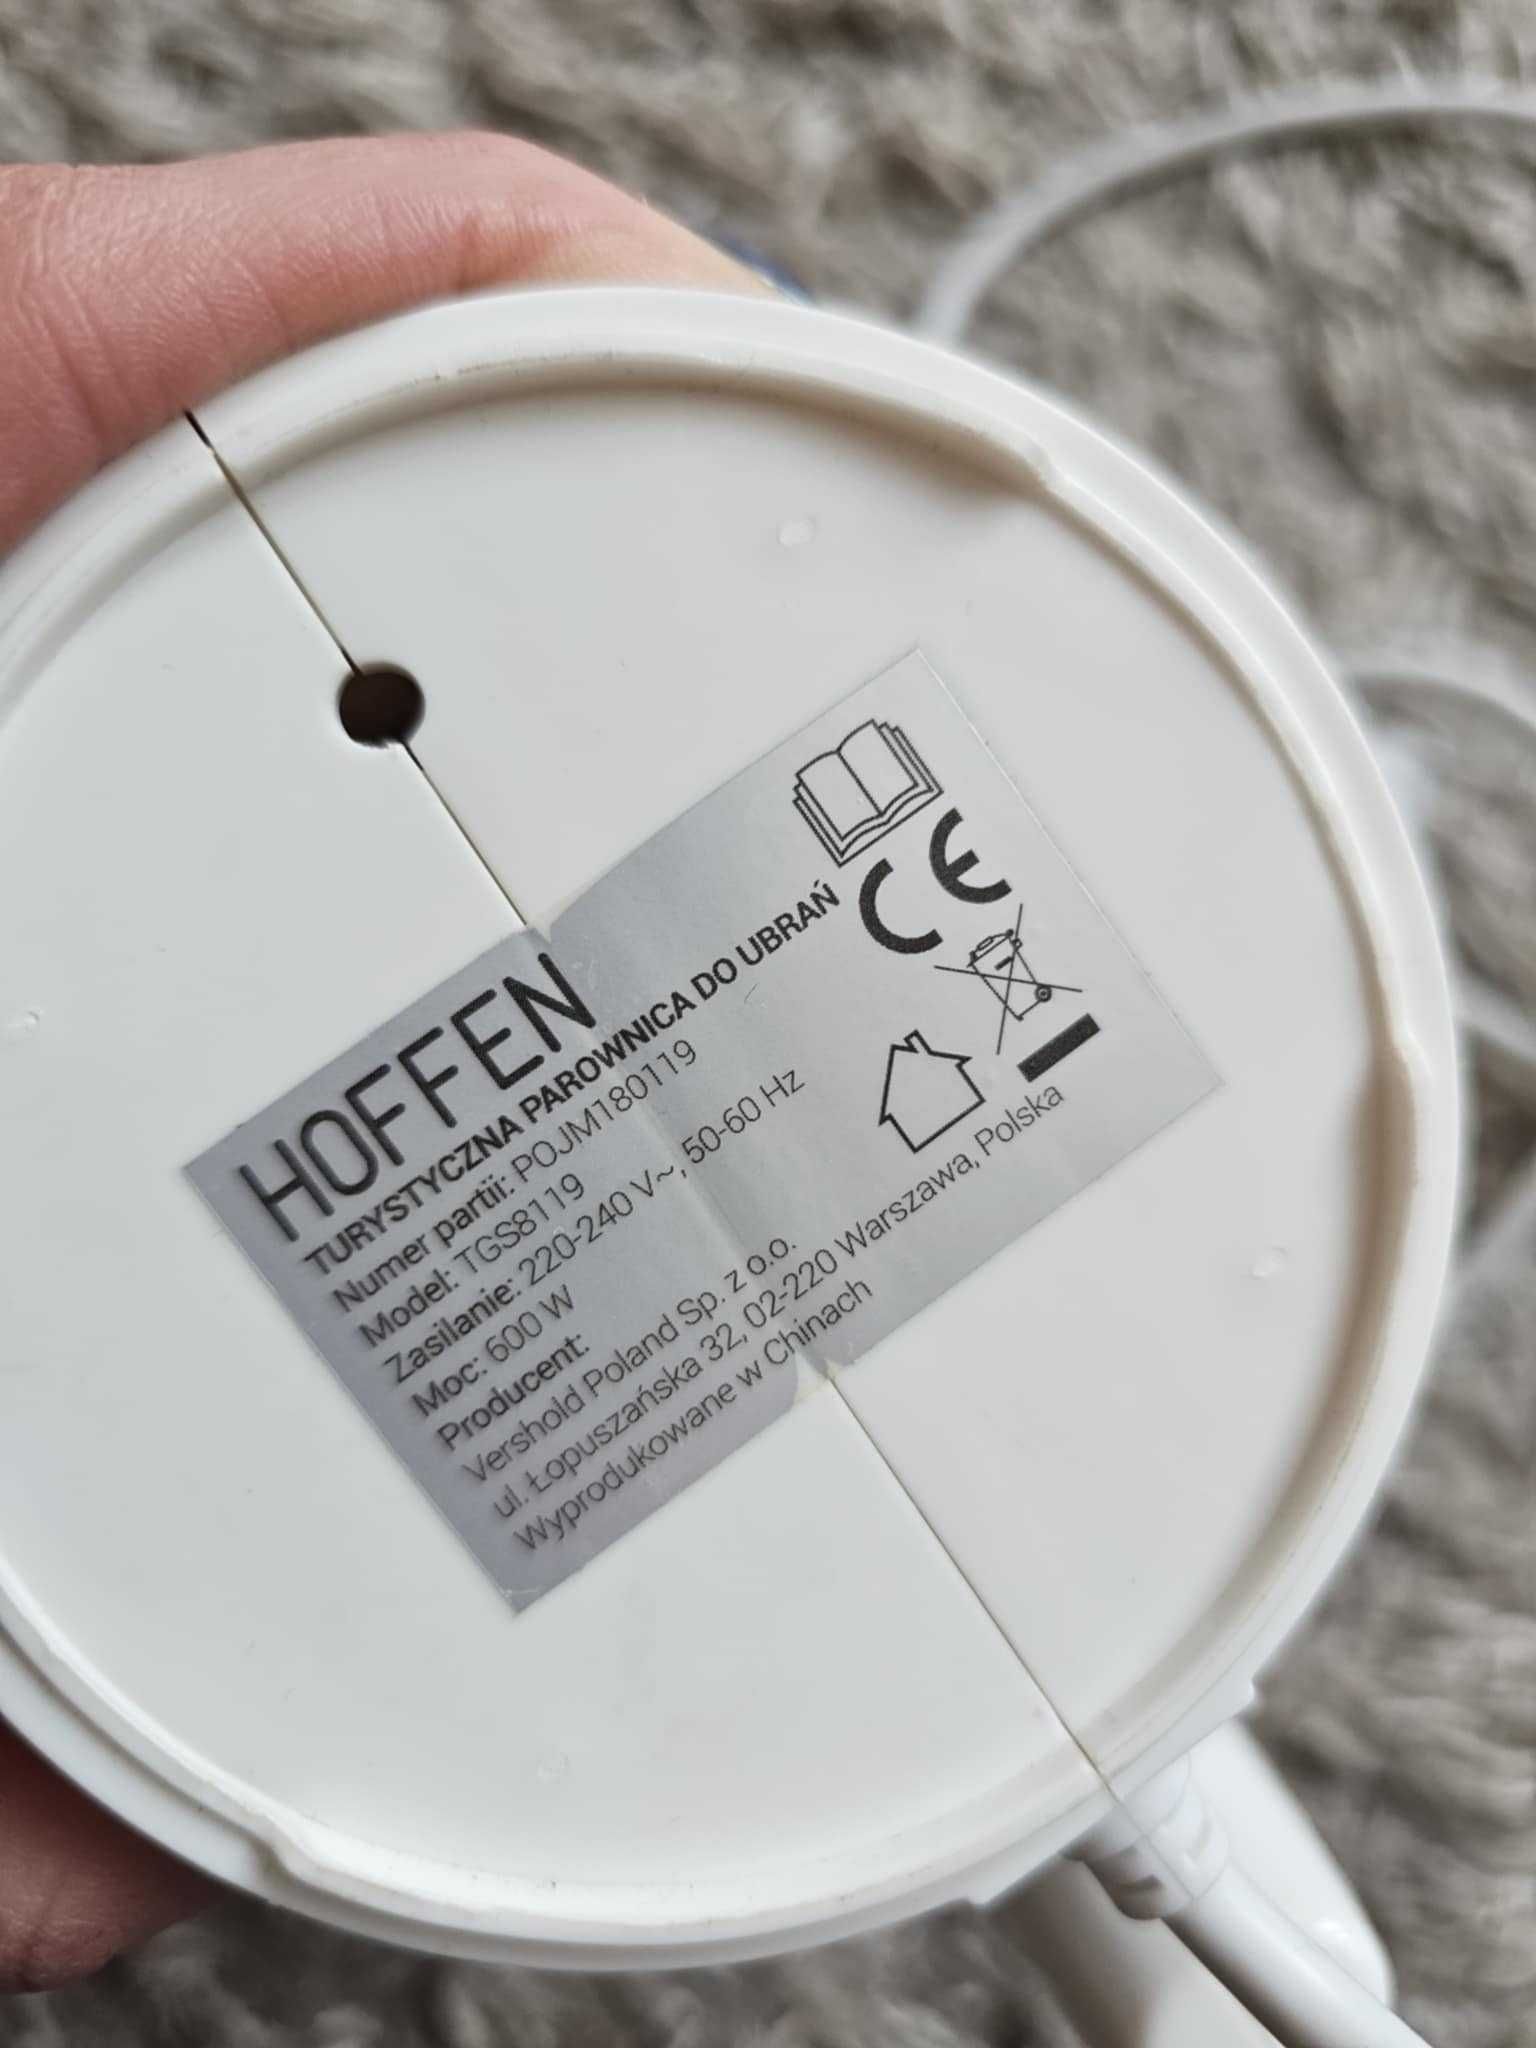 HOFFEN
TURYSTYCZNA PAROWNICA DO UBRAŃ
Numer partii: POJM180119
Model: TGS8119
Zasilanie: 220-240 V~, 50-60 Hz
Moc: 600 W
Producent:
Vershold Poland Sp. z o.o.
ul. Łopuszańska 32, 02-220 Warszawa, Polska
Wyprodukowane w Chinach
CE